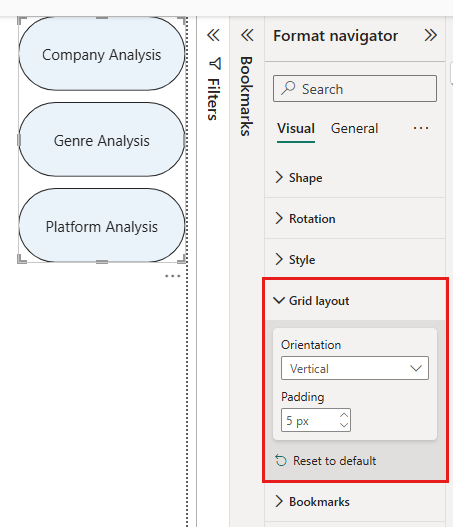 Company Analysis
Genre Analysis
Platform Analysis
Filters
Bookmarks
Format navigator
Search
Visual General
Shape
Rotation
Style
Grid layout
Orientation
Vertical
Padding
5 px
Reset to default
Bookmarks